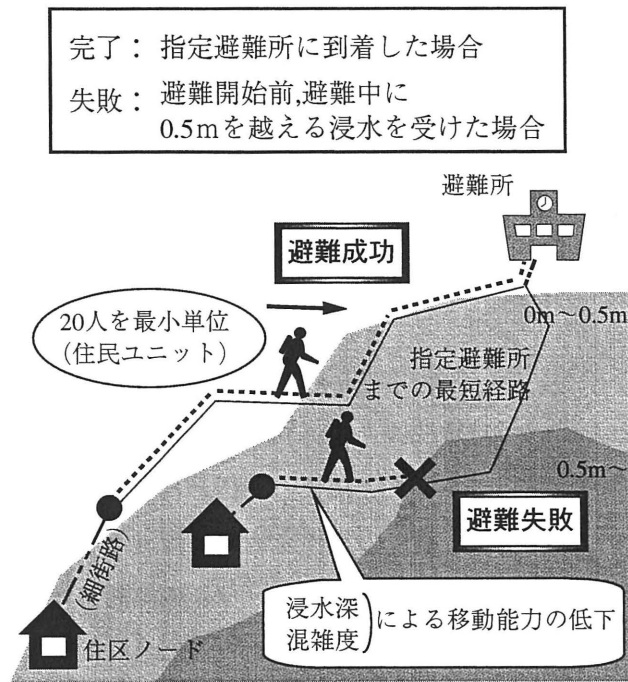 完了： 指定避難所に到着した場合
失敗： 避難開始前,避難中に
0.5mを越える浸水を受けた場合
避難所
避難成功
20人を最小単位
（住民ユニット）
0m～0.5m
指定避難所
までの最短経路
0.5m～
避難失敗
（細街路）
浸水深
混雑度
による移動能力の低下
住区ノード